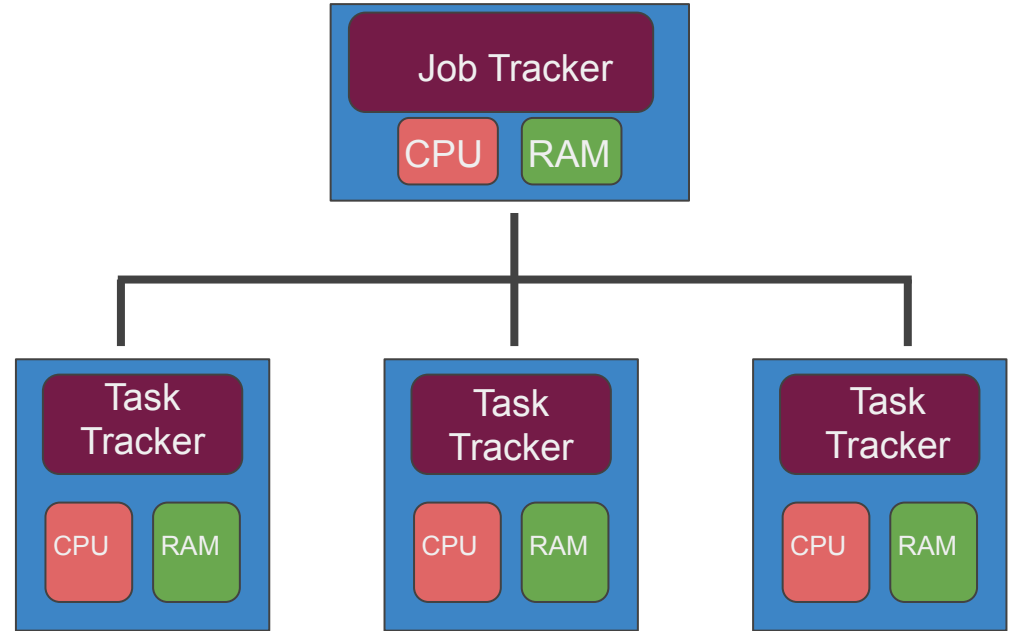 Job Tracker
CPU
RAM
Task
Tracker
CPU
RAM
Task
Tracker
CPU
RAM
Task
Tracker
CPU
RAM